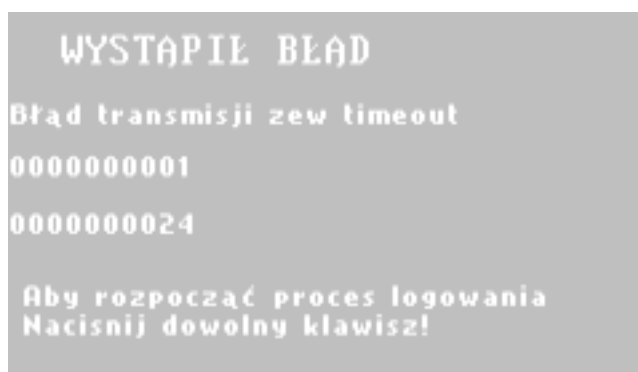 WYSTĄPIŁ BŁĄD
Błąd transmisji zew timeout
0000000001
0000000024
Aby rozpocząć proces logowania
Nacisnij dowolny klawisz!